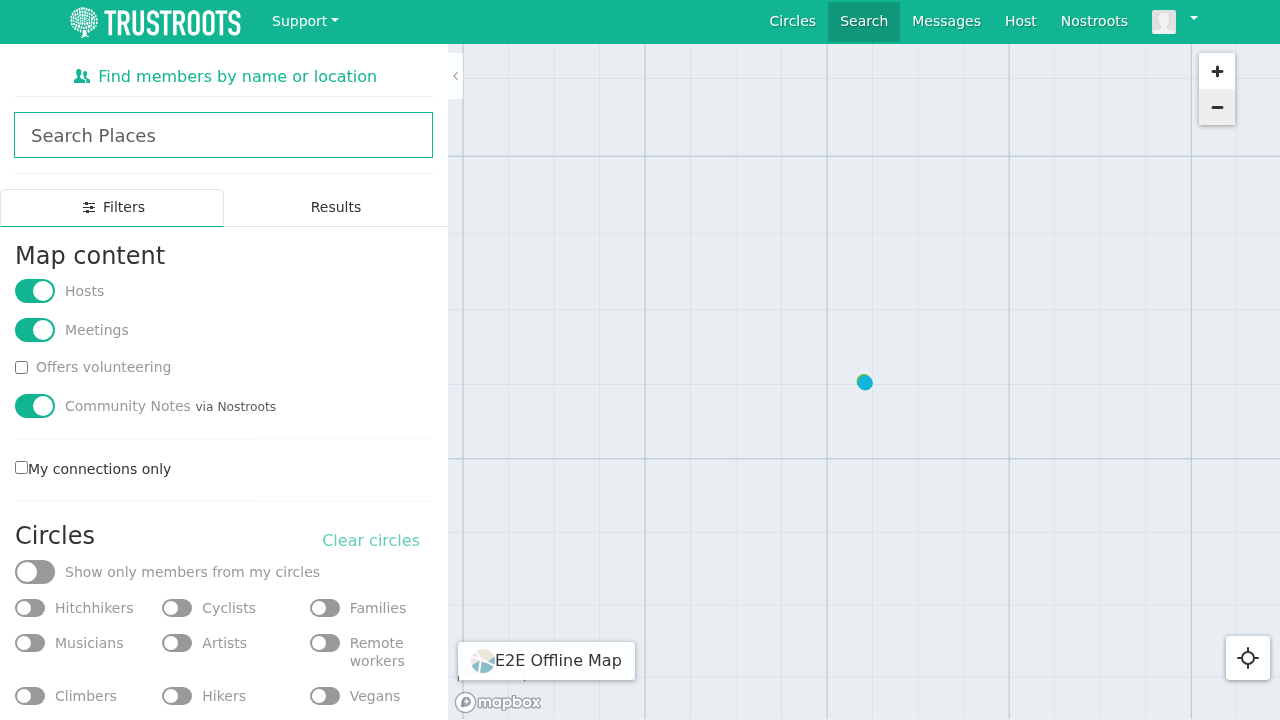 TRUSTROOTS
Support
Circles
Search
Messages
Host
Nostroots
Find members by name or location
Search Places
Filters
Results
Map content
Hosts
Meetings
Offers volunteering
Community Notes via Nostroots
My connections only
Circles
Clear circles
Show only members from my circles
Hitchhikers
Cyclists
Families
Musicians
Artists
Remote
workers
Climbers
Hikers
Vegans
+
−
E2E Offline Map
mapbox